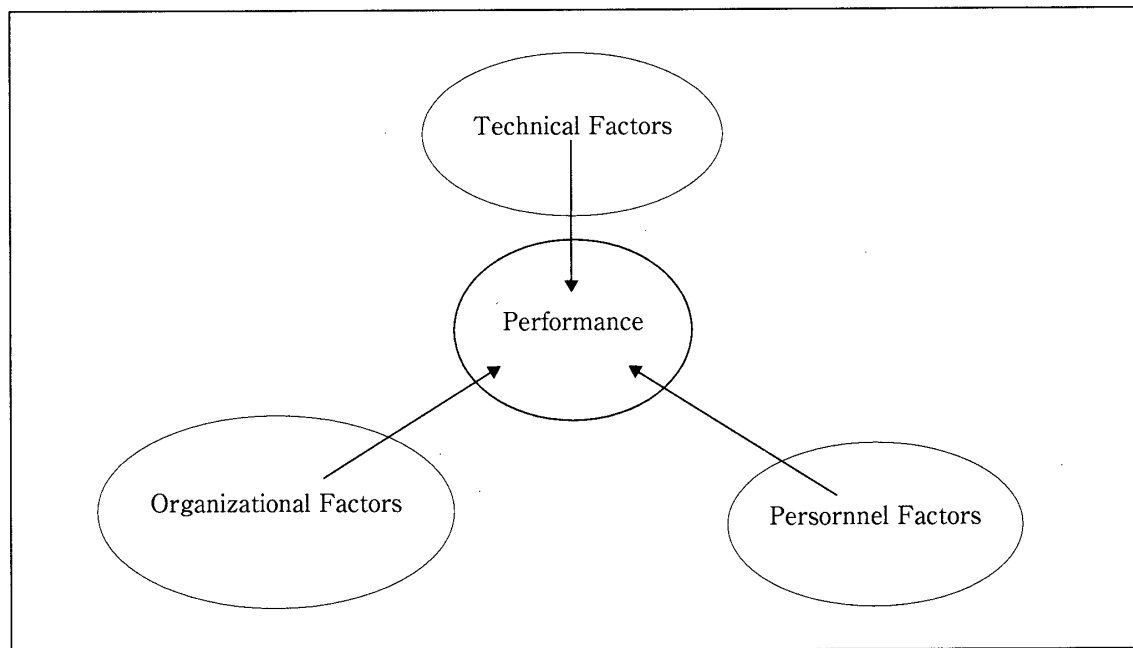 Technical Factors
Performance
Organizational Factors
Persornnel Factors